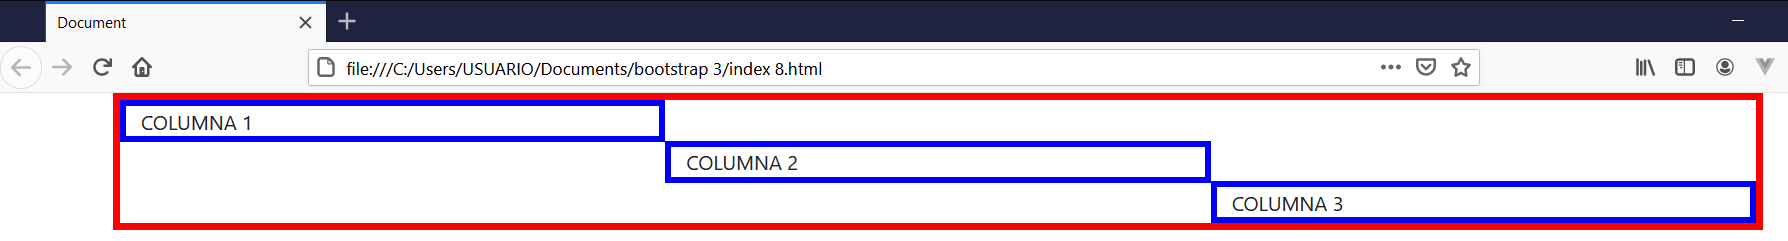 Document
file:///C:/Users/USUARIO/Documents/bootstrap 3/index 8.html
COLUMNA 1
COLUMNA 2
COLUMNA 3